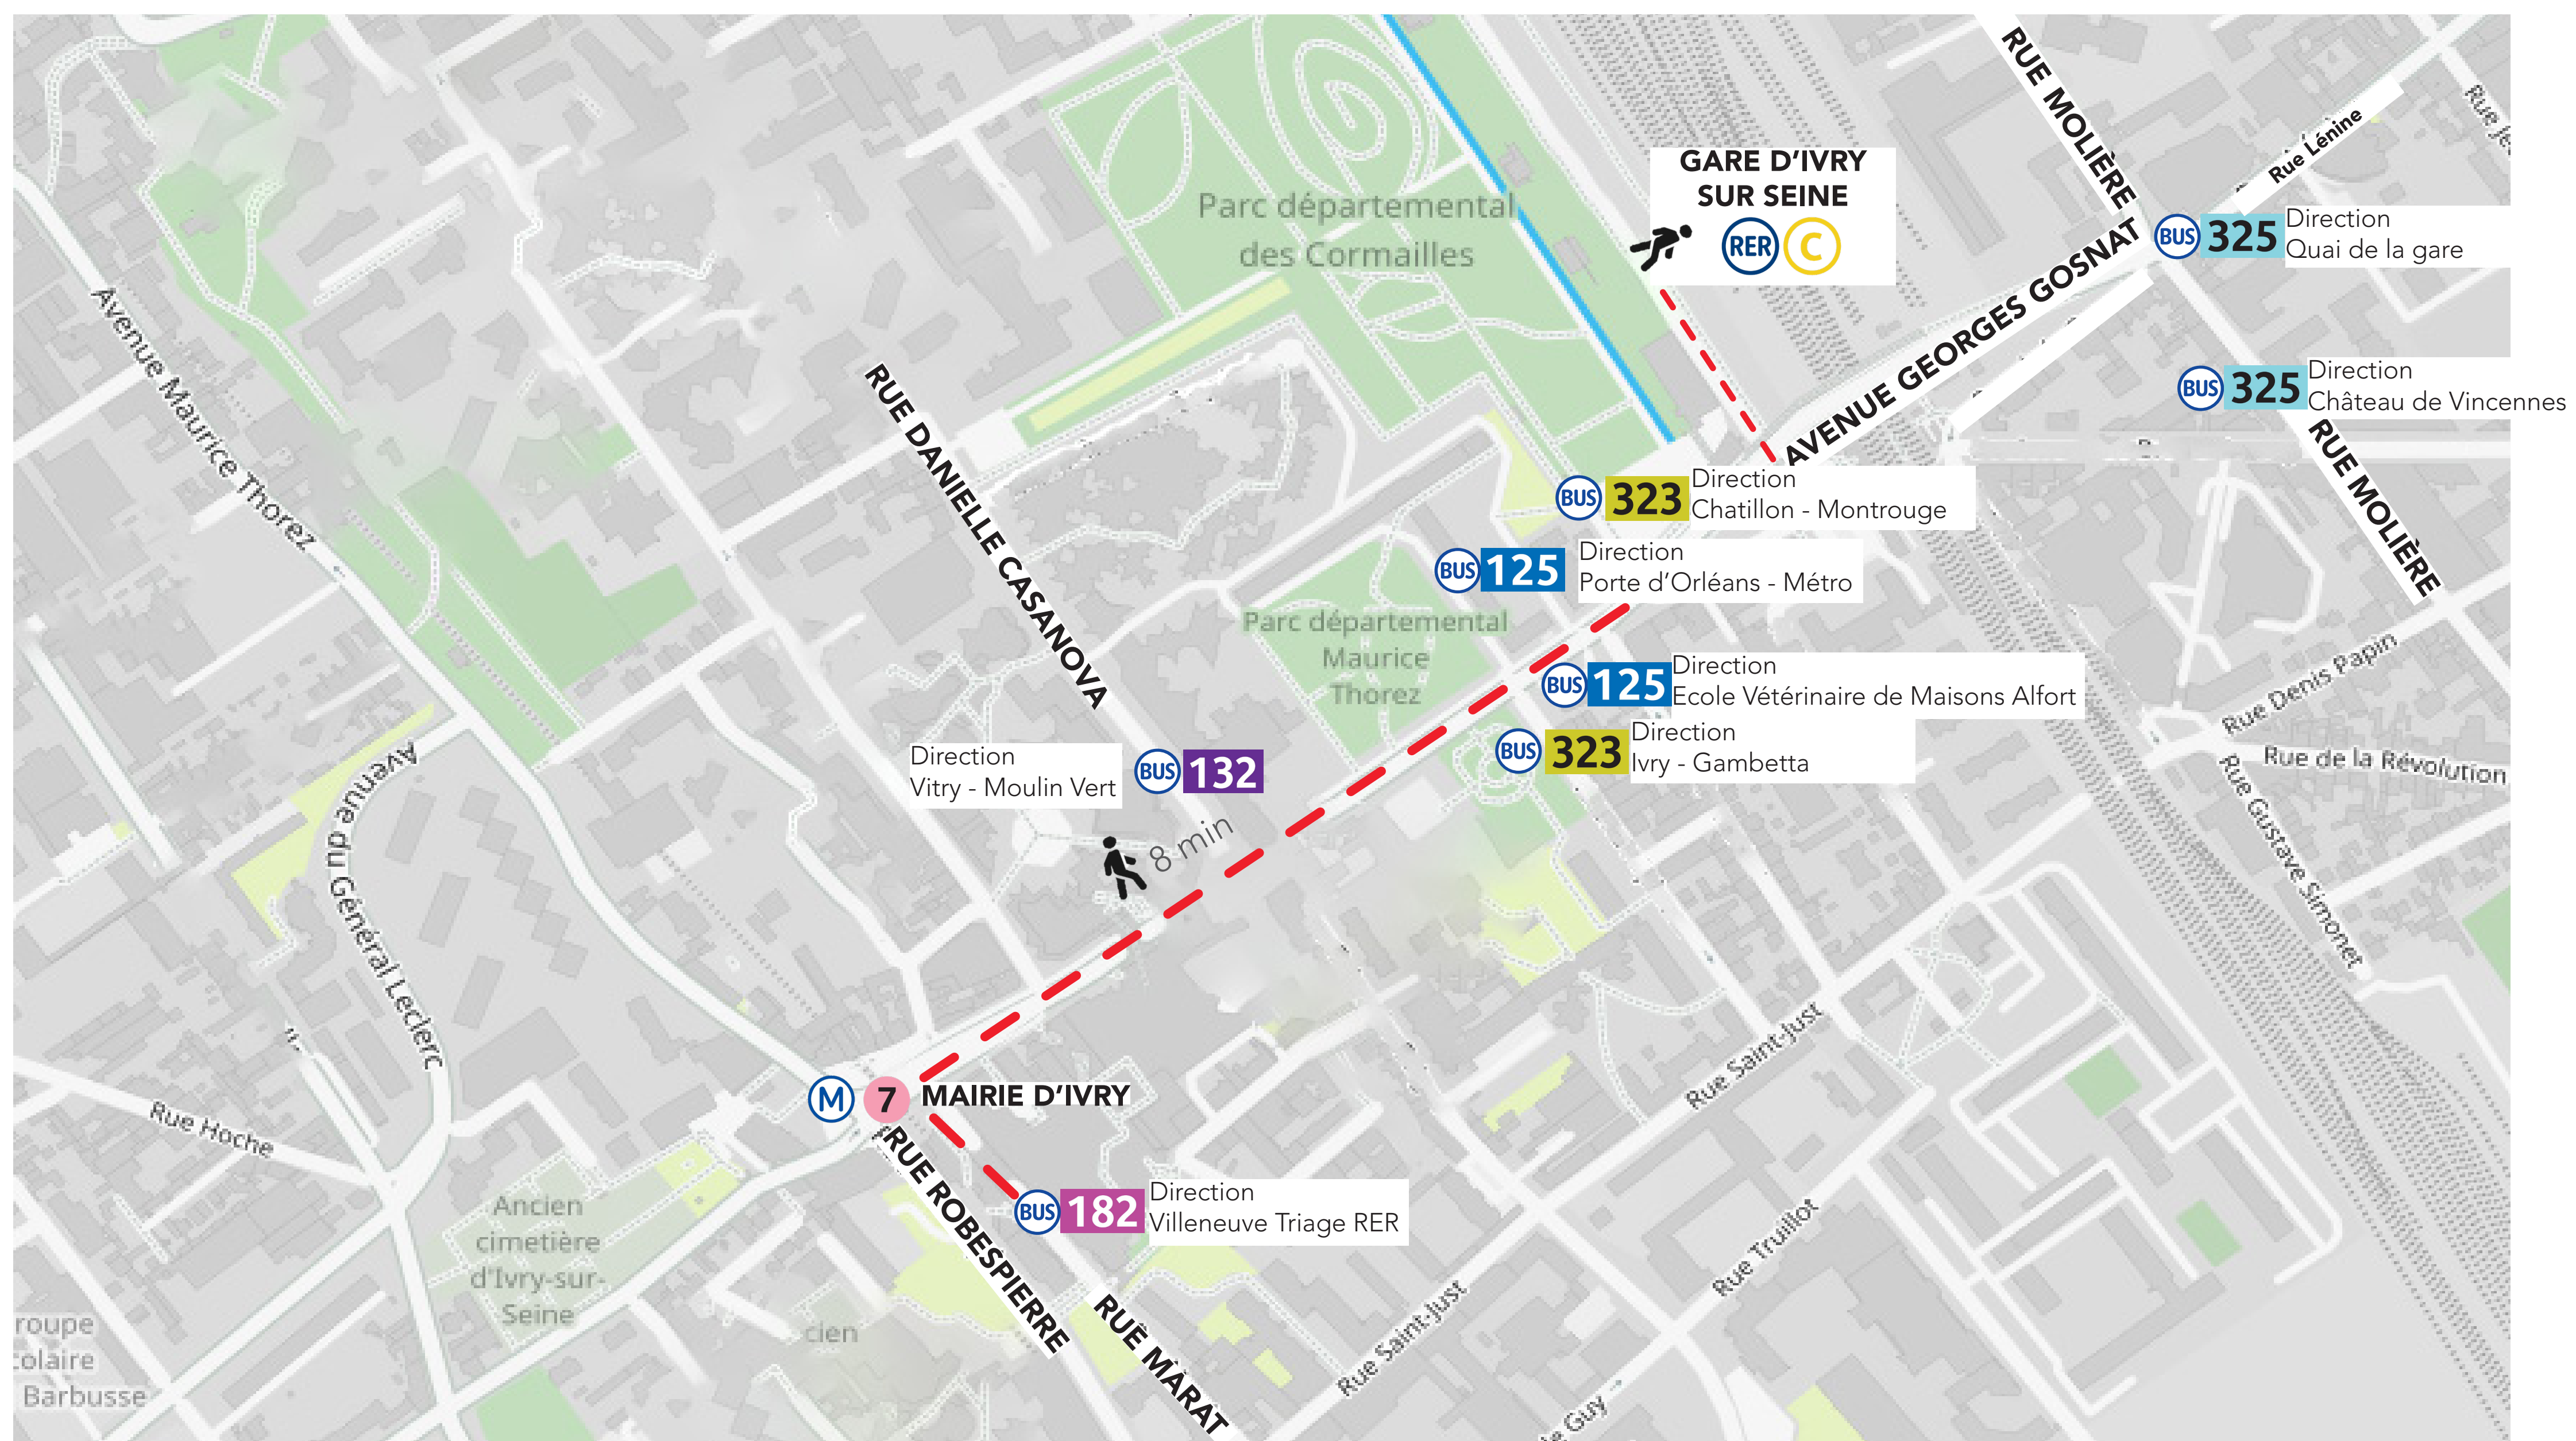 RUE MOLIÈRE
Rue Lénine
GARE D’IVRY
SUR SEINE
RER C
Parc départemental
des Cormailles
BUS 325 Direction
Quai de la gare
AVENUE GEORGES GOSNAT
BUS 325 Direction
Château de Vincennes
RUE MOLIÈRE
Avenue Maurice Thorez
RUE DANIELLE CASANOVA
BUS 323 Direction
Chatillon - Montrouge
BUS 125 Direction
Porte d’Orléans - Métro
Parc départemental
Maurice
Thorez
BUS 125 Direction
Ecole Vétérinaire de Maisons Alfort
BUS 323 Direction
Ivry - Gambetta
Rue Denis Papin
Rue de la Révolution
Rue Gustave Simonet
Direction
Vitry - Moulin Vert
BUS 132
8 min
Avenue du Général Leclerc
M 7 MAIRIE D’IVRY
Rue Hoche
RUE ROBESPIERRE
BUS 182 Direction
Villeneuve Triage RER
Rue Saint-Just
Rue Truillot
Ancien
cimetière
d'Ivry-sur-
Seine
cien
RUE MARAT
Rue Saint-Just
Guy
roupe
colaire
Barbusse